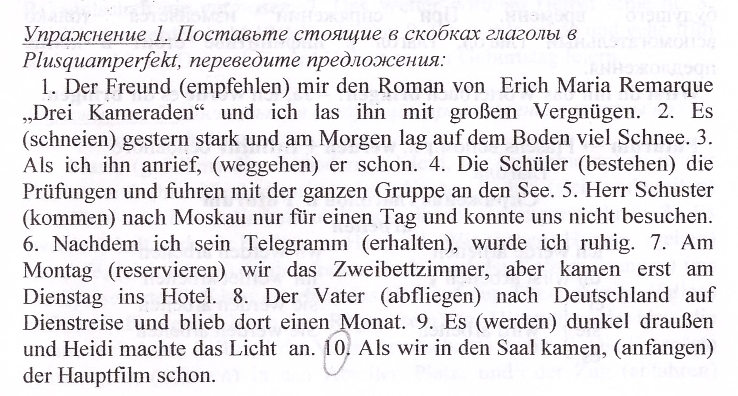 Упражнение 1. Поставьте стоящие в скобках глаголы в
Plusquamperfekt, переведите предложения:
1. Der Freund (empfehlen) mir den Roman von Erich Maria Remarque
„Drei Kameraden“ und ich las ihn mit großem Vergnügen. 2. Es
(schneien) gestern stark und am Morgen lag auf dem Boden viel Schnee. 3.
Als ich ihn anrief, (weggehen) er schon. 4. Die Schüler (bestehen) die
Prüfungen und fuhren mit der ganzen Gruppe an den See. 5. Herr Schuster
(kommen) nach Moskau nur für einen Tag und konnte uns nicht besuchen.
6. Nachdem ich sein Telegramm (erhalten), wurde ich ruhig. 7. Am
Montag (reservieren) wir das Zweibettzimmer, aber kamen erst am
Dienstag ins Hotel. 8. Der Vater (abfliegen) nach Deutschland auf
Dienstreise und blieb dort einen Monat. 9. Es (werden) dunkel draußen
und Heidi machte das Licht an. 10. Als wir in den Saal kamen, (anfangen)
der Hauptfilm schon.